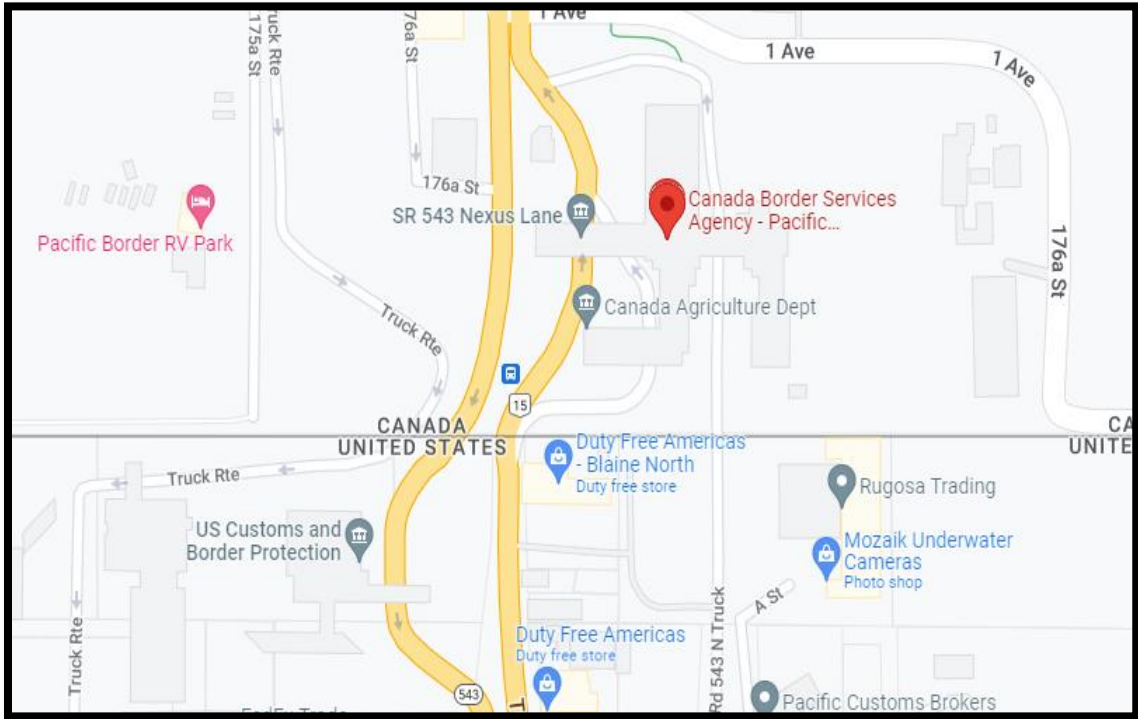 1 Ave
1 Ave
1 Ave
Truck Rte
175a St
176a St
176a St
176a St
SR 543 Nexus Lane
Canada Border Services
Agency - Pacific...
Pacific Border RV Park
Canada Agriculture Dept
Truck Rte
15
CANADA
UNITED STATES
CA
UNITE
Duty Free Americas
- Blaine North
Duty free store
Truck Rte
Rugosa Trading
US Customs and
Border Protection
Mozaik Underwater
Cameras
Photo shop
A St
Truck Rte
Rd 543 N Truck
Duty Free Americas
Duty free store
543
T
Pacific Customs Brokers
FedEx Trade